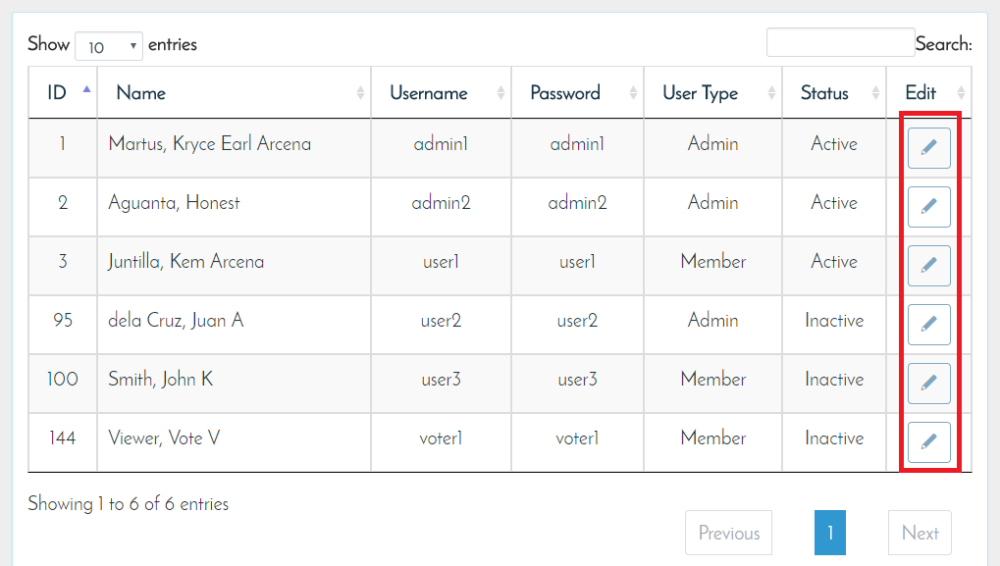 Show 10 entries Search:
ID Name Username Password User Type Status Edit
1 Martus, Kryce Earl Arcena admin1 admin1 Admin Active
2 Aguanta, Honest admin2 admin2 Admin Active
3 Juntilla, Kem Arcena user1 user1 Member Active
95 dela Cruz, Juan A user2 user2 Admin Inactive
100 Smith, John K user3 user3 Member Inactive
144 Viewer, Vote V voter1 voter1 Member Inactive
Showing 1 to 6 of 6 entries
Previous 1 Next